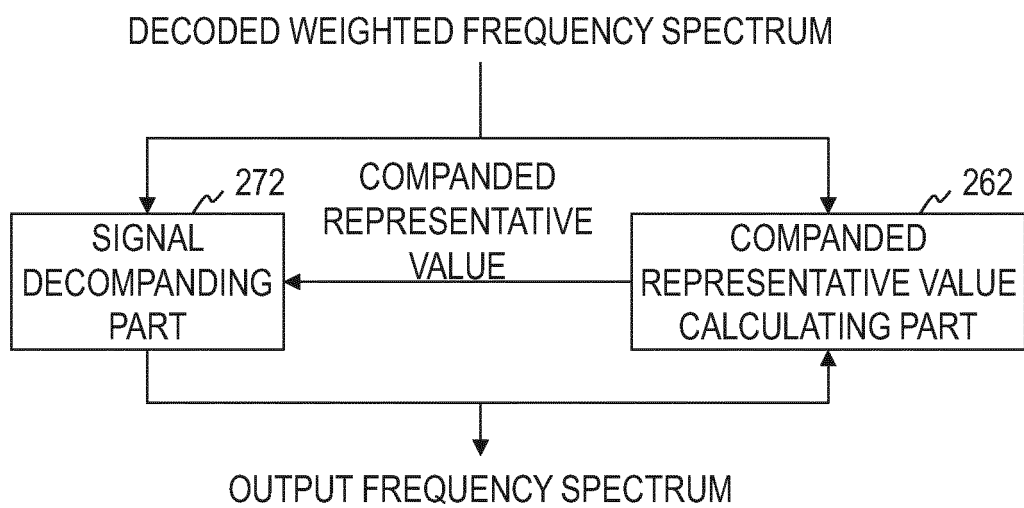 DECODED WEIGHTED FREQUENCY SPECTRUM
272
COMPANDED
REPRESENTATIVE
VALUE
262
SIGNAL
DECOMPANDING
PART
COMPANDED
REPRESENTATIVE VALUE
CALCULATING PART
OUTPUT FREQUENCY SPECTRUM